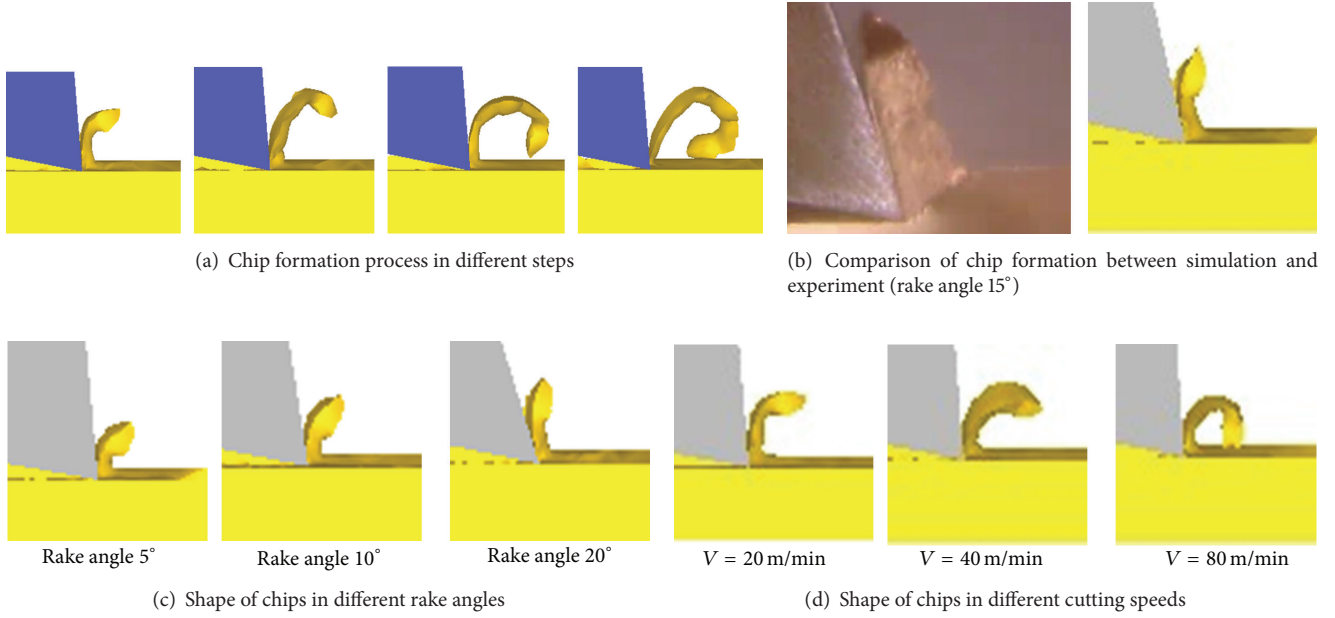 (a) Chip formation process in different steps
(b) Comparison of chip formation between simulation and
experiment (rake angle 15°)
Rake angle 5°
Rake angle 10°
Rake angle 20°
(c) Shape of chips in different rake angles
V = 20 m/min
V = 40 m/min
V = 80 m/min
(d) Shape of chips in different cutting speeds